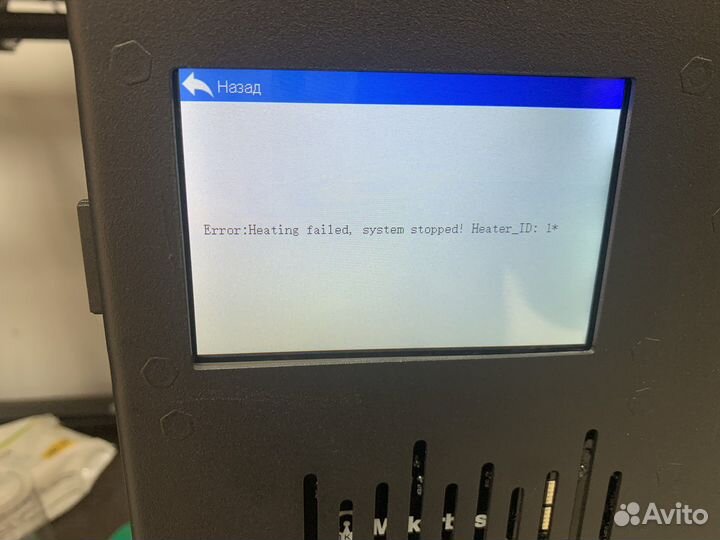 Назад
Error:Heating failed, system stopped! Heater_ID: 1*
Avito